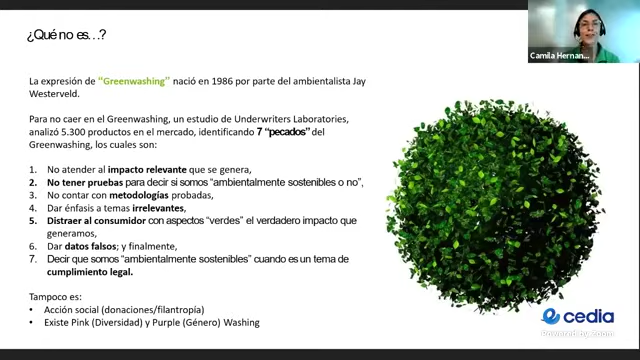 ¿Qué no es…?
Camila Hernan...
La expresión de "Greenwashing" nació en 1986 por parte del ambientalista Jay
Westerveld.
Para no caer en el Greenwashing, un estudio de Underwriters Laboratories,
analizó 5.300 productos en el mercado, identificando 7 "pecados" del
Greenwashing, los cuales son:
1. No atender al impacto relevante que se genera,
2. No tener pruebas para decir si somos "ambientalmente sostenibles o no",
3. No contar con metodologías probadas,
4. Dar énfasis a temas irrelevantes,
5. Distraer al consumidor con aspectos "verdes" el verdadero impacto que
generamos,
6. Dar datos falsos; y finalmente,
7. Decir que somos "ambientalmente sostenibles" cuando es un tema de
cumplimiento legal.
Tampoco es:
• Acción social (donaciones/filantropía)
• Existe Pink (Diversidad) y Purple (Género) Washing
cedia
Powered by Zoom